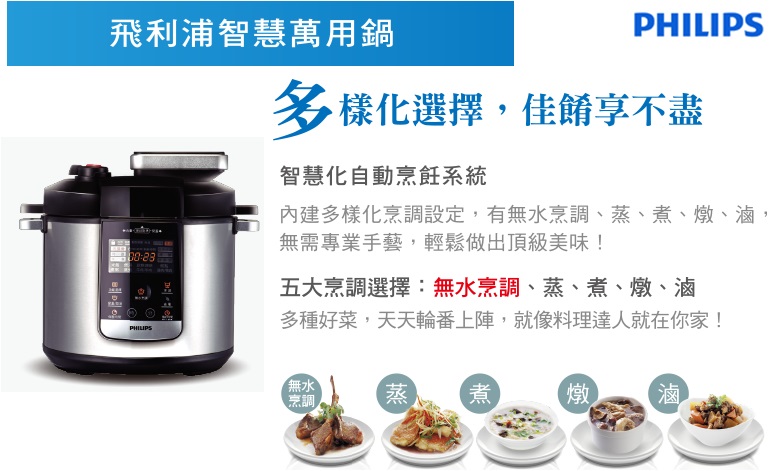 飛利浦智慧萬用鍋
PHILIPS
多樣化選擇，佳餚享不盡
智慧化自動烹飪系統
內建多樣化烹調設定，有無水烹調、蒸、煮、燉、滷，
無需專業手藝，輕鬆做出頂級美味！
五大烹調選擇：無水烹調、蒸、煮、燉、滷
多種好菜，天天輪番上陣，就像料理達人就在你家！
00:23
PHILIPS
無水
烹調
蒸
煮
燉
滷